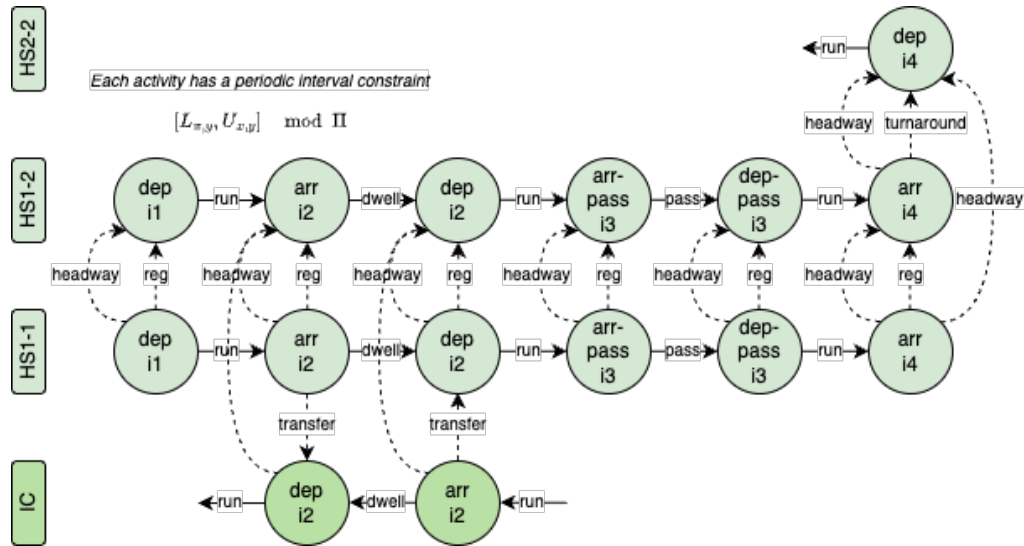 HS2-2
dep
i4
run
Each activity has a periodic interval constraint
[L_{π,y}, U_{x,y}] mod Π
headway
turnaround
headway
HS1-2
dep
i1
run
arr
i2
dwell
dep
i2
run
arr-
pass
i3
pass
dep-
pass
i3
run
arr
i4
headway
reg
headway
reg
headway
reg
headway
reg
headway
reg
headway
reg
HS1-1
dep
i1
run
arr
i2
dwell
dep
i2
run
arr-
pass
i3
pass
dep-
pass
i3
run
arr
i4
transfer
transfer
IC
run
dep
i2
dwell
arr
i2
run